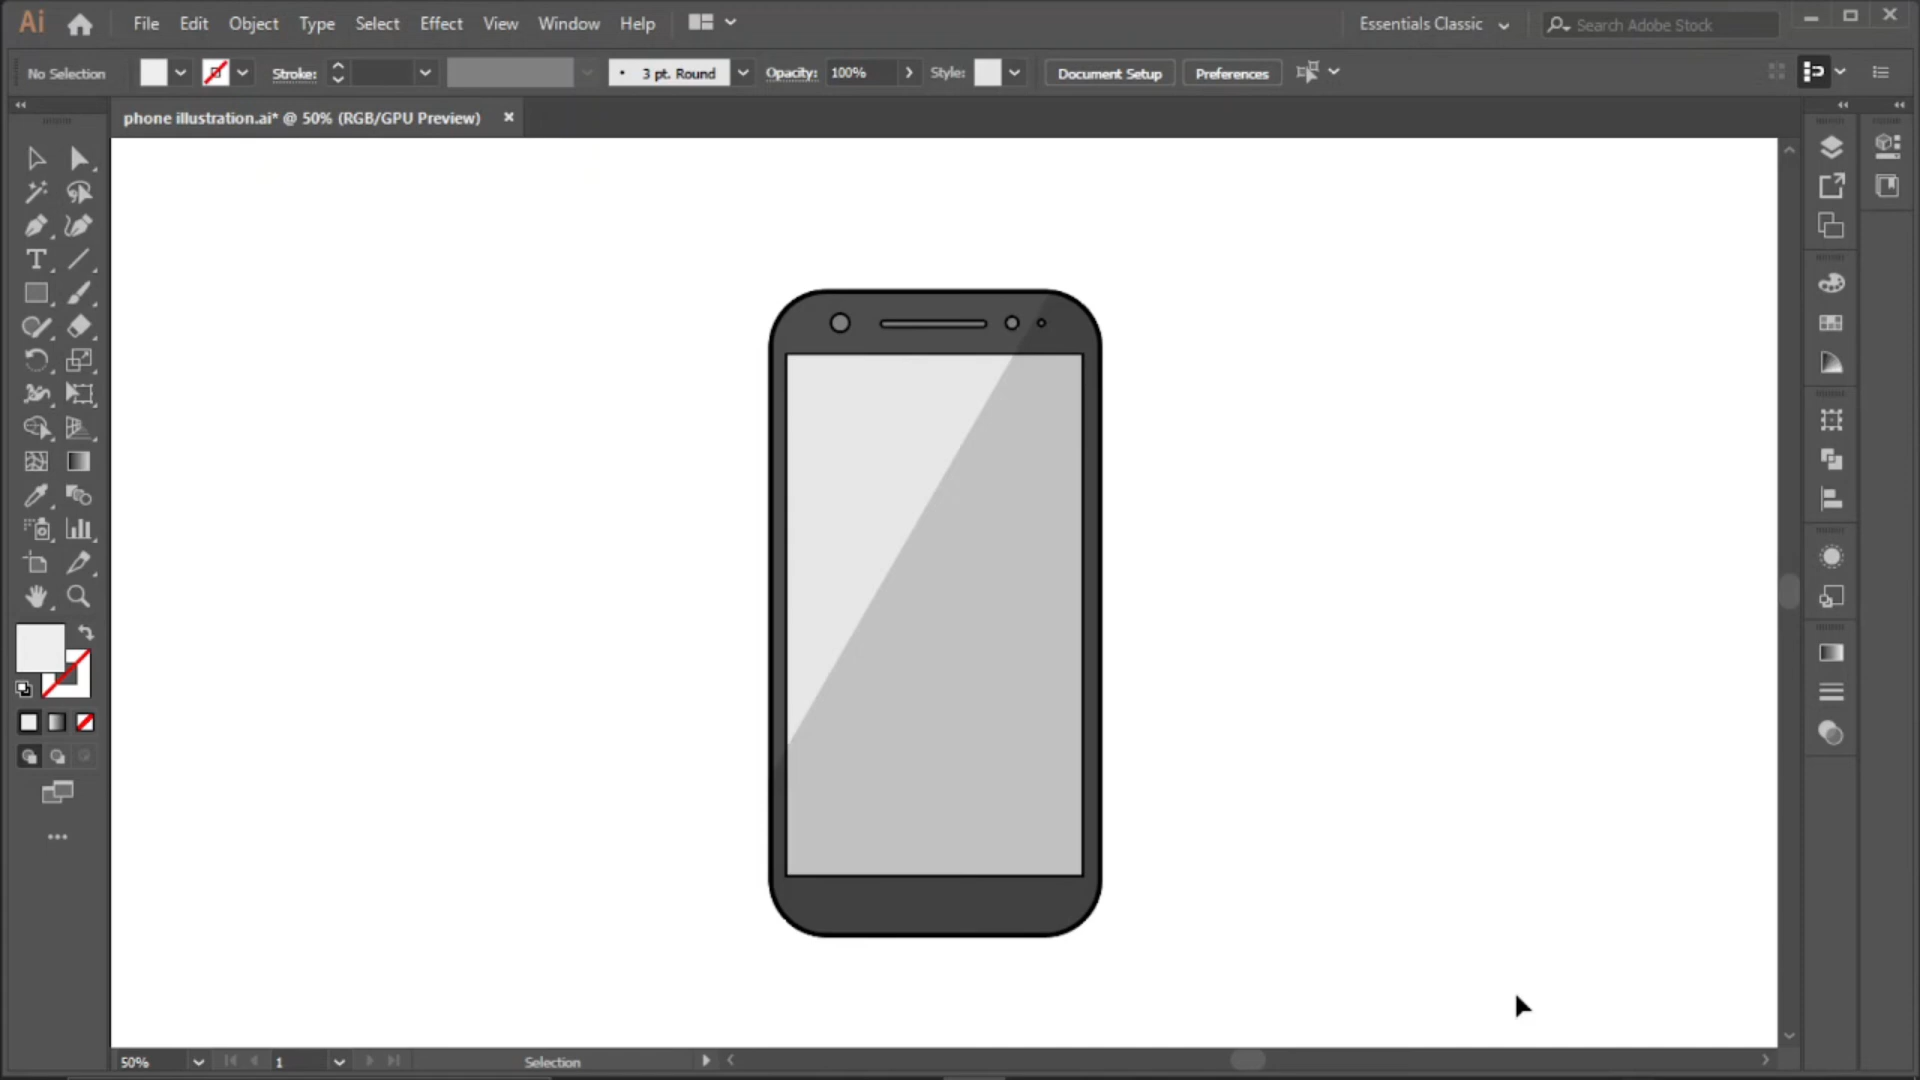 Ai File Edit Object Type Select Effect View Window Help Essentials Classic Search Adobe Stock
No Selection Stroke: 3 pt. Round Opacity: 100% Style: Document Setup Preferences
phone illustration.ai* @ 50% (RGB/GPU Preview)
50% 1 Selection